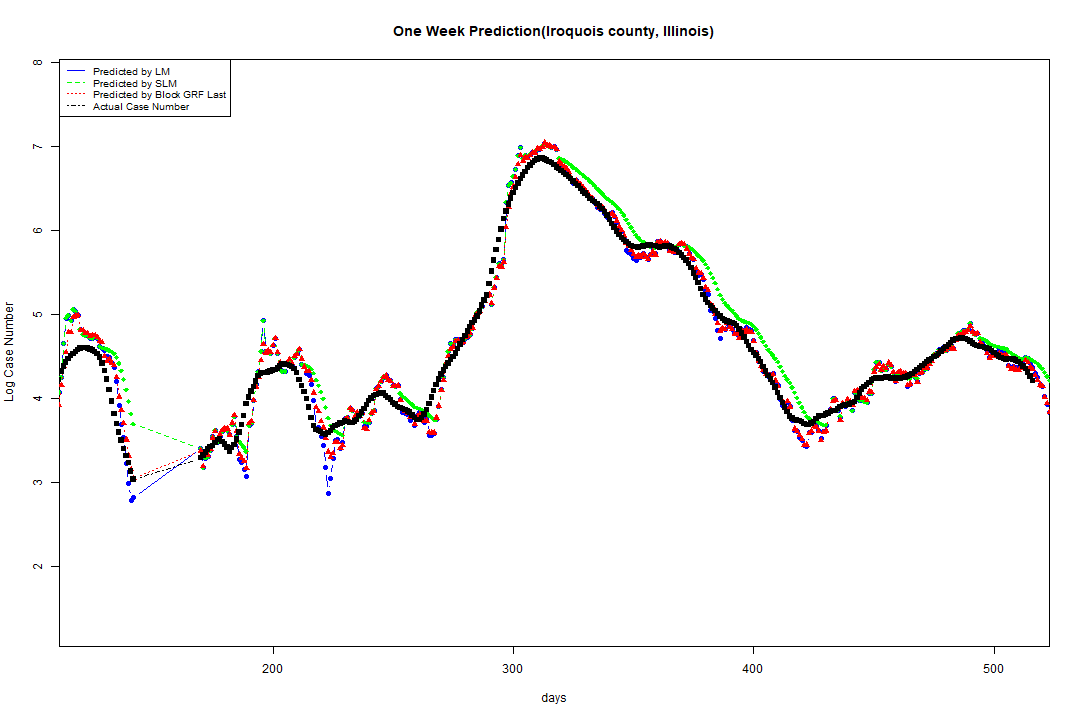 One Week Prediction(Iroquois county, Illinois)
Predicted by LM
Predicted by SLM
Predicted by Block GRF Last
Actual Case Number
Log Case Number
8
7
6
5
4
3
2
200 300 400 500
days